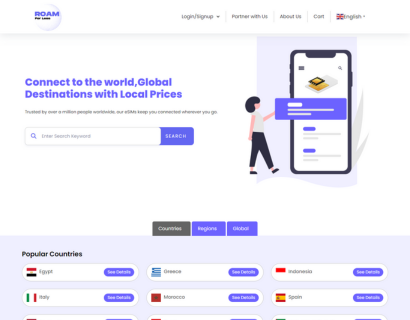 ROAM
For Less
Login/Signup
Partner with Us
About Us
Cart
English
Connect to the world,Global
Destinations with Local Prices
Trusted by over a million people worldwide, our eSIMs keep you connected wherever you go
Enter Search Keyword
SEARCH
Countries
Regions
Global
Popular Countries
Egypt
See Details
Greece
See Details
Indonesia
See Details
Italy
See Details
Morocco
See Details
Spain
See Details